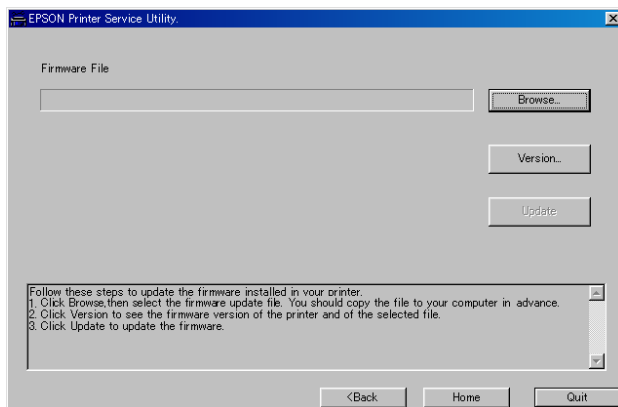 EPSON Printer Service Utility.
Firmware File
Browse...
Version...
Update
Follow these steps to update the firmware installed in your printer.
1. Click Browse,then select the firmware update file. You should copy the file to your computer in advance.
2. Click Version to see the firmware version of the printer and of the selected file.
3. Click Update to update the firmware.
<Back Home Quit